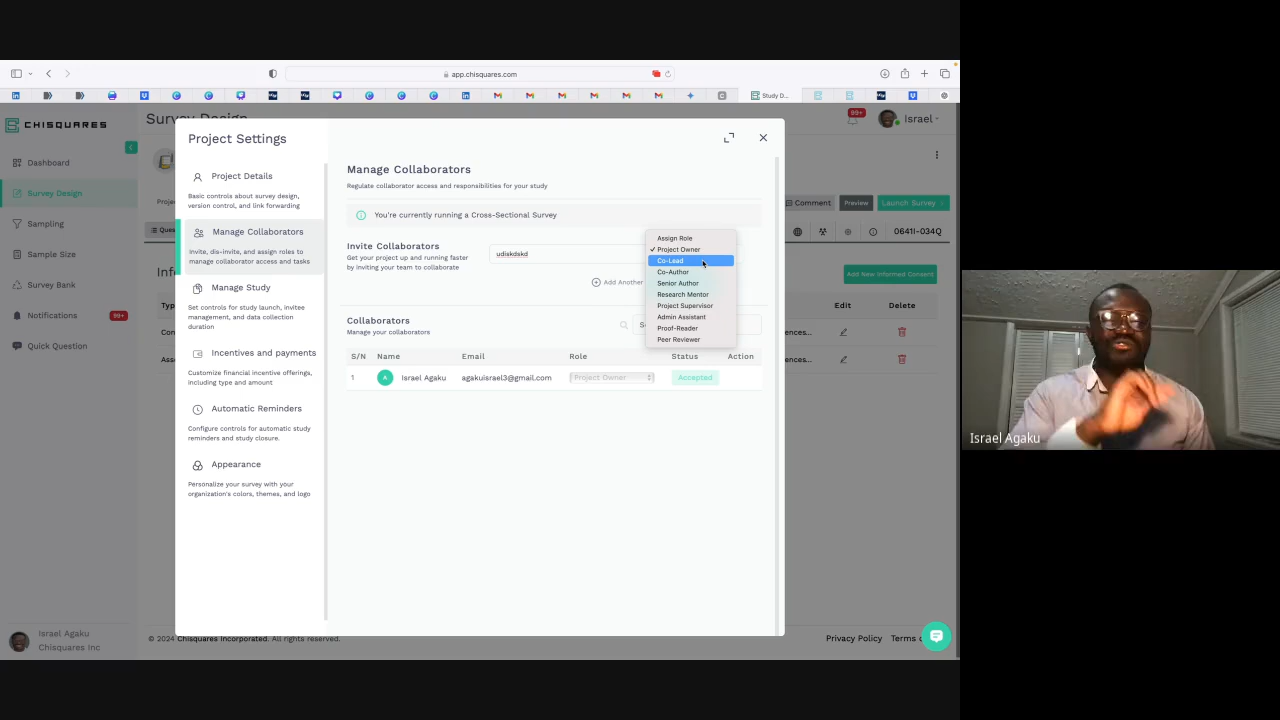 app.chisquares.com
Study D...
CHISQUARES
Survey Design
99+
Israel
Project Settings
Manage Collaborators
Regulate collaborator access and responsibilities for your study
You're currently running a Cross-Sectional Survey
Dashboard
Survey Design
Sampling
Sample Size
Survey Bank
Notifications
99+
Quick Question
Project Details
Basic controls about survey design,
version control, and link forwarding
Manage Collaborators
Invite, dis-invite, and assign roles to
manage collaborator access and tasks
Manage Study
Set controls for study launch, invitee
management, and data collection
duration
Incentives and payments
Customize financial incentive offerings,
including type and amount
Automatic Reminders
Configure controls for automatic study
reminders and study closure.
Appearance
Personalize your survey with your
organization's colors, themes, and logo
Invite Collaborators
Get your project up and running faster
by inviting your team to collaborate
udiskdskd
Add Another
Assign Role
✓ Project Owner
Co-Lead
Co-Author
Senior Author
Research Mentor
Project Supervisor
Admin Assistant
Proof-Reader
Peer Reviewer
Collaborators
Manage your collaborators
S/N Name Email Role Status Action
1 A Israel Agaku agakuisrael3@gmail.com Project Owner Accepted
Comment
Preview
Launch Survey
0641I-034Q
Add New Informed Consent
Edit Delete
ences...
ences...
Israel Agaku
Chisquares Inc
© 2024 Chisquares Incorporated. All rights reserved.
Privacy Policy
Terms
Israel Agaku